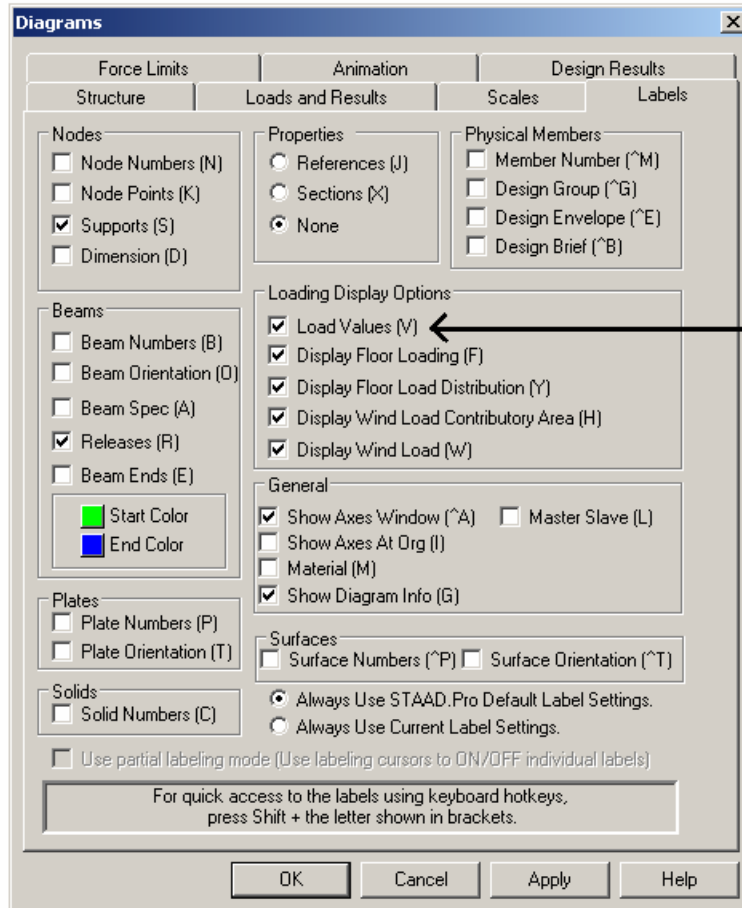 Diagrams
Force Limits Animation Design Results
Structure Loads and Results Scales Labels
Nodes
Node Numbers (N)
Node Points (K)
Supports (S)
Dimension (D)
Properties
References (J)
Sections (X)
None
Physical Members
Member Number (^M)
Design Group (^G)
Design Envelope (^E)
Design Brief (^B)
Beams
Beam Numbers (B)
Beam Orientation (O)
Beam Spec (A)
Releases (R)
Beam Ends (E)
Start Color
End Color
Loading Display Options
Load Values (V)
Display Floor Loading (F)
Display Floor Load Distribution (Y)
Display Wind Load Contributory Area (H)
Display Wind Load (W)
General
Show Axes Window (^A) Master Slave (L)
Show Axes At Org (I)
Material (M)
Show Diagram Info (G)
Plates
Plate Numbers (P)
Plate Orientation (T)
Surfaces
Surface Numbers (^P) Surface Orientation (^T)
Solids
Solid Numbers (C)
Always Use STAAD.Pro Default Label Settings.
Always Use Current Label Settings.
Use partial labeling mode (Use labeling cursors to ON/OFF individual labels)
For quick access to the labels using keyboard hotkeys,
press Shift + the letter shown in brackets.
OK Cancel Apply Help